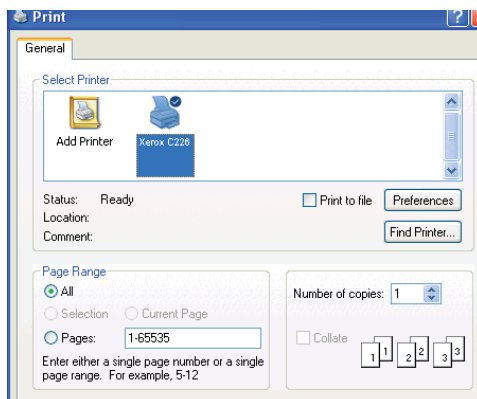 Print
General
Select Printer
Add Printer
Xerox C226
Status: Ready
Print to file
Preferences
Location:
Comment:
Find Printer...
Page Range
All
Selection
Current Page
Pages: 1-65535
Enter either a single page number or a single
page range. For example, 5-12
Number of copies: 1
Collate
1 1 2 2 3 3